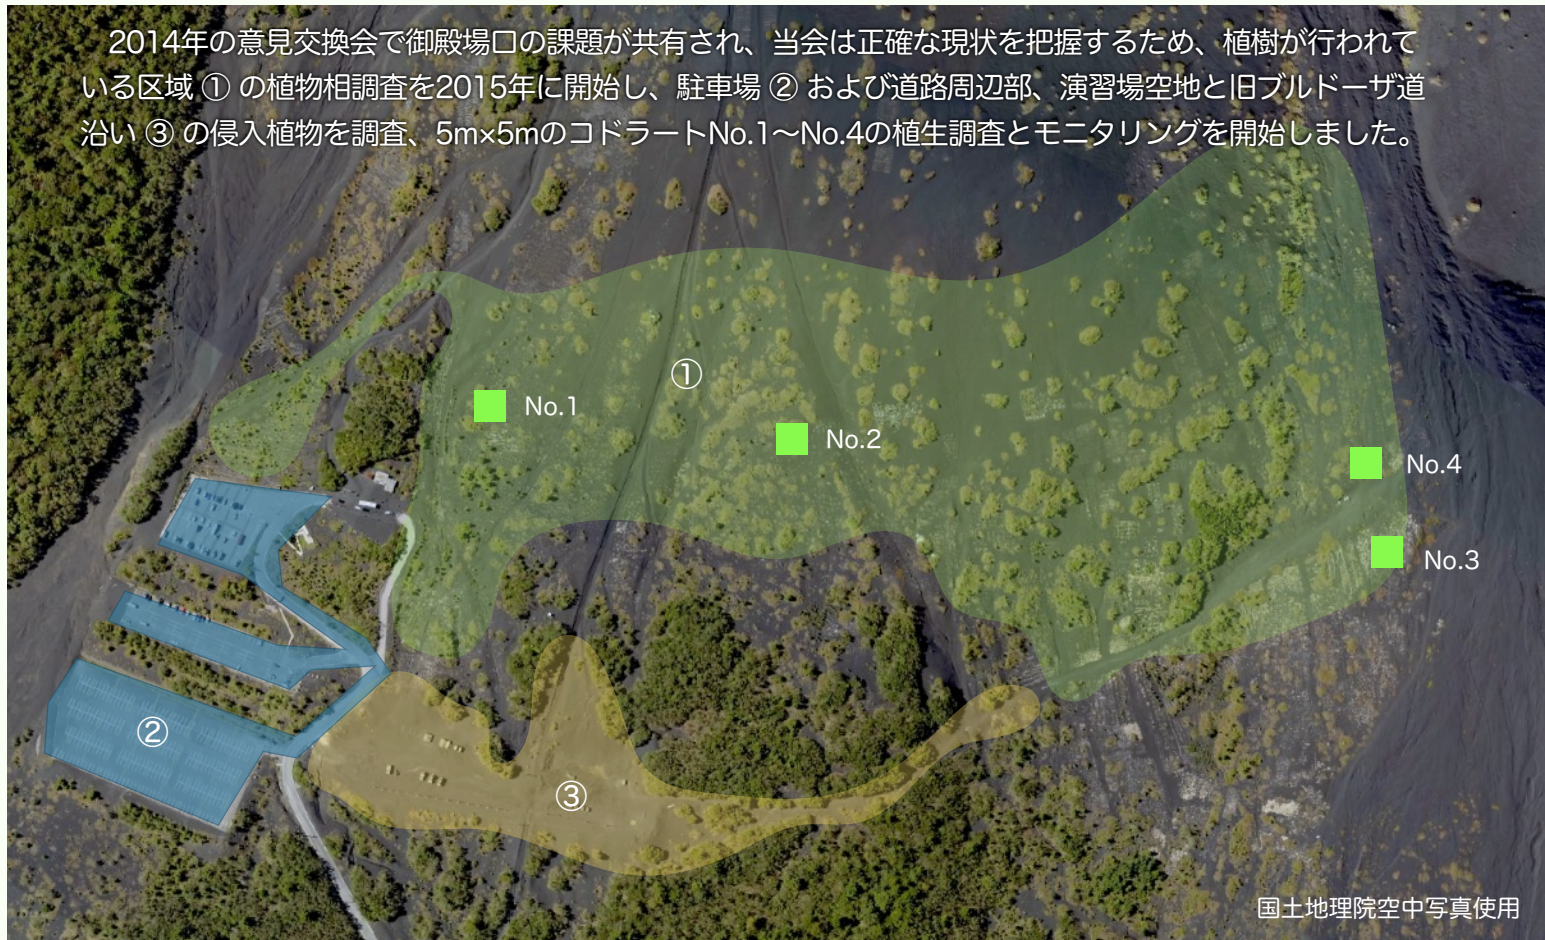 2014年の意見交換会で御殿場口の課題が共有され、当会は正確な現状を把握するため、植樹が行われて
いる区域 ① の植物相調査を2015年に開始し、駐車場 ② および道路周辺部、演習場空地と旧ブルドーザ道
沿い ③ の侵入植物を調査、5m×5mのコドラートNo.1〜No.4の植生調査とモニタリングを開始しました。
①
No.1
No.2
No.4
No.3
②
③
国土地理院空中写真使用